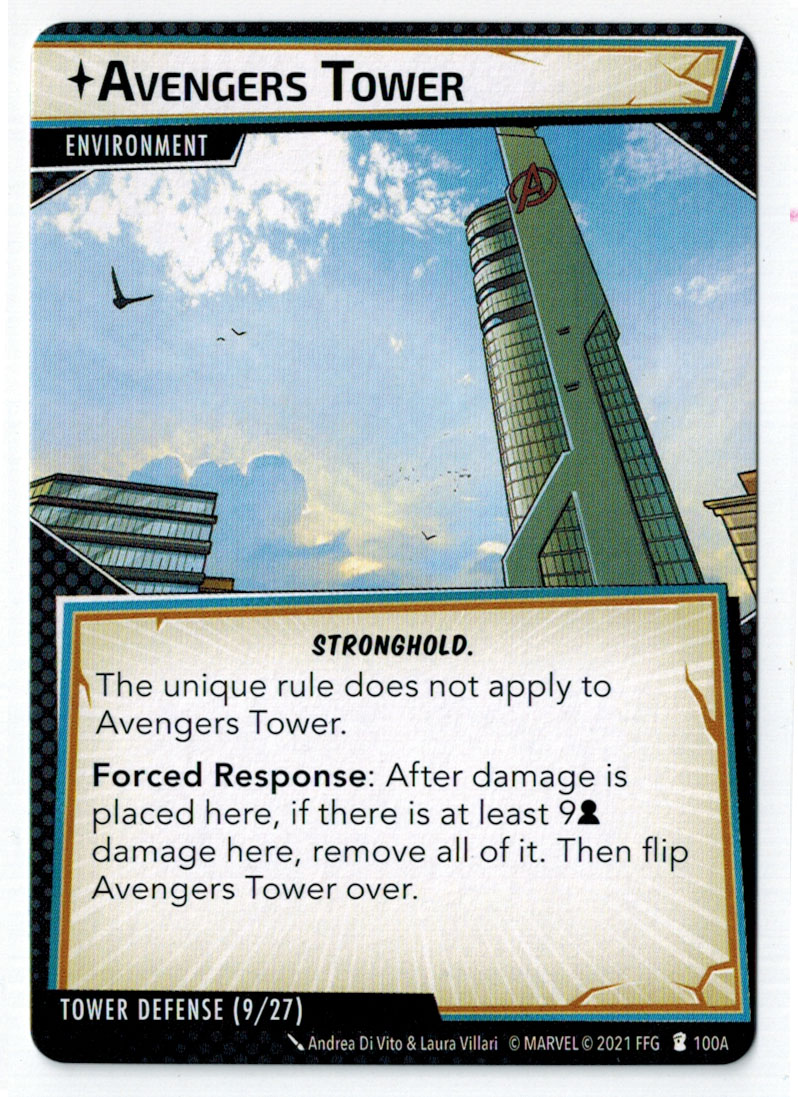 AVENGERS TOWER
ENVIRONMENT
A
STRONGHOLD.
The unique rule does not apply to
Avengers Tower.
Forced Response: After damage is
placed here, if there is at least 9
damage here, remove all of it. Then flip
Avengers Tower over.
TOWER DEFENSE (9/27)
Andrea Di Vito & Laura Villari © MARVEL © 2021 FFG 100A